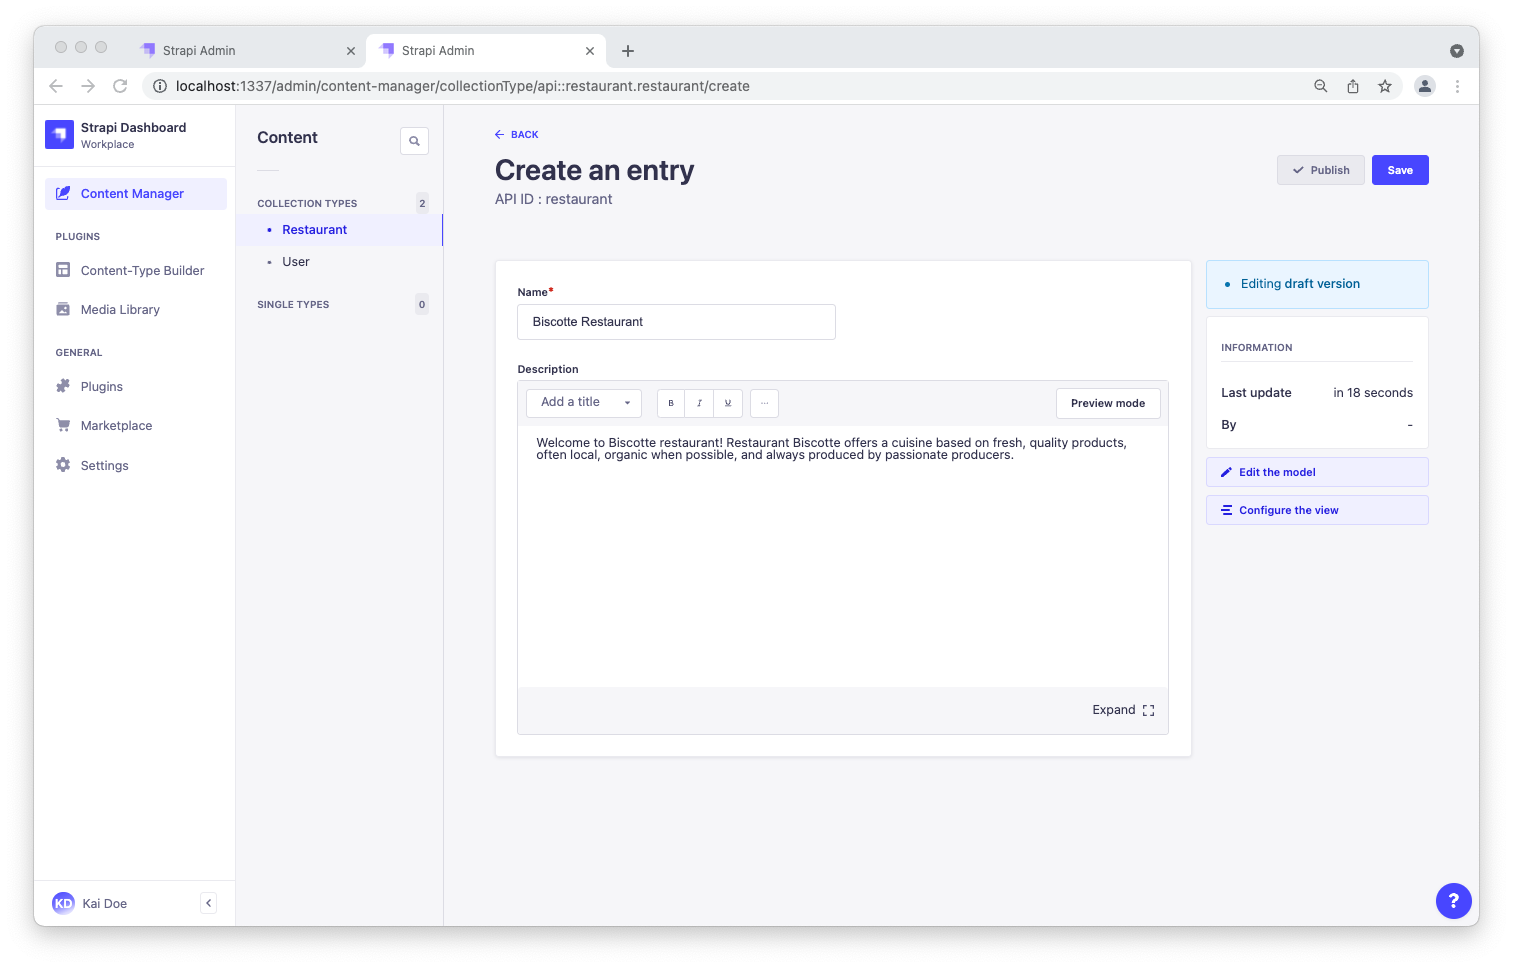 Strapi Admin
Strapi Admin
localhost:1337/admin/content-manager/collectionType/api::restaurant.restaurant/create
Strapi Dashboard
Workplace
Content Manager
PLUGINS
Content-Type Builder
Media Library
GENERAL
Plugins
Marketplace
Settings
KD Kai Doe
Content
COLLECTION TYPES 2
Restaurant
User
SINGLE TYPES 0
BACK
Create an entry
API ID : restaurant
Publish
Save
Name*
Biscotte Restaurant
Description
Add a title
B I U ...
Preview mode
Welcome to Biscotte restaurant! Restaurant Biscotte offers a cuisine based on fresh, quality products,
often local, organic when possible, and always produced by passionate producers.
Expand
Editing draft version
INFORMATION
Last update in 18 seconds
By -
Edit the model
Configure the view
?